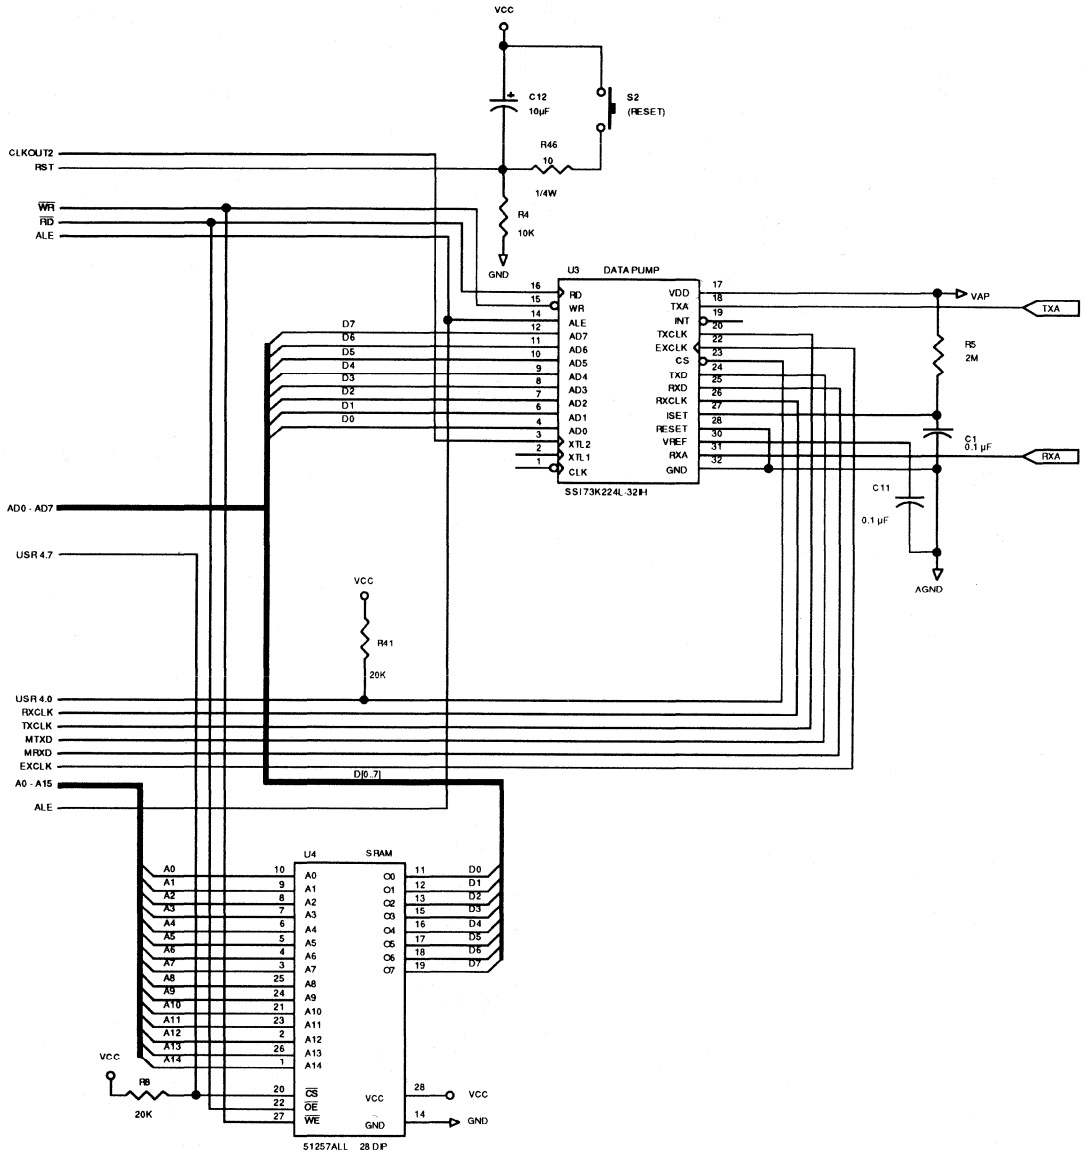 VCC
C12
10µF
S2
(RESET)
R46
10
1/4W
CLKOUT2
RST
WR
RD
ALE
R4
10K
GND
U3 DATA PUMP
16 RD
15 WR
14 ALE
D7 12 AD7
D6 11 AD6
D5 10 AD5
D4 9 AD4
D3 8 AD3
D2 7 AD2
D1 6 AD1
D0 4 AD0
3 XTL2
2 XTL1
1 CLK
VDD 17
TXA 18
INT 19
TXCLK 20
EXCLK 22
CS 23
TXD 24
RXD 25
RXCLK 26
ISET 27
RESET 28
VREF 30
RXA 31
GND 32
SSI73K224L-32IH
VAP
TXA
R5
2M
C1
0.1 µF
RXA
C11
0.1 µF
AGND
AD0 - AD7
USR 4.7
VCC
R41
20K
USR 4.0
RXCLK
TXCLK
MTXD
MRXD
EXCLK
A0 - A15
ALE
D[0..7]
U4 SRAM
A0 10 A0
A1 9 A1
A2 8 A2
A3 7 A3
A4 6 A4
A5 5 A5
A6 4 A6
A7 3 A7
A8 25 A8
A9 24 A9
A10 21 A10
A11 23 A11
A12 2 A12
A13 26 A13
A14 1 A14
O0 11 D0
O1 12 D1
O2 13 D2
O3 15 D3
O4 16 D4
O5 17 D5
O6 18 D6
O7 19 D7
VCC
R8
20K
20 CS
22 OE
27 WE
VCC 28 VCC
GND 14 GND
51257ALL 28 DIP